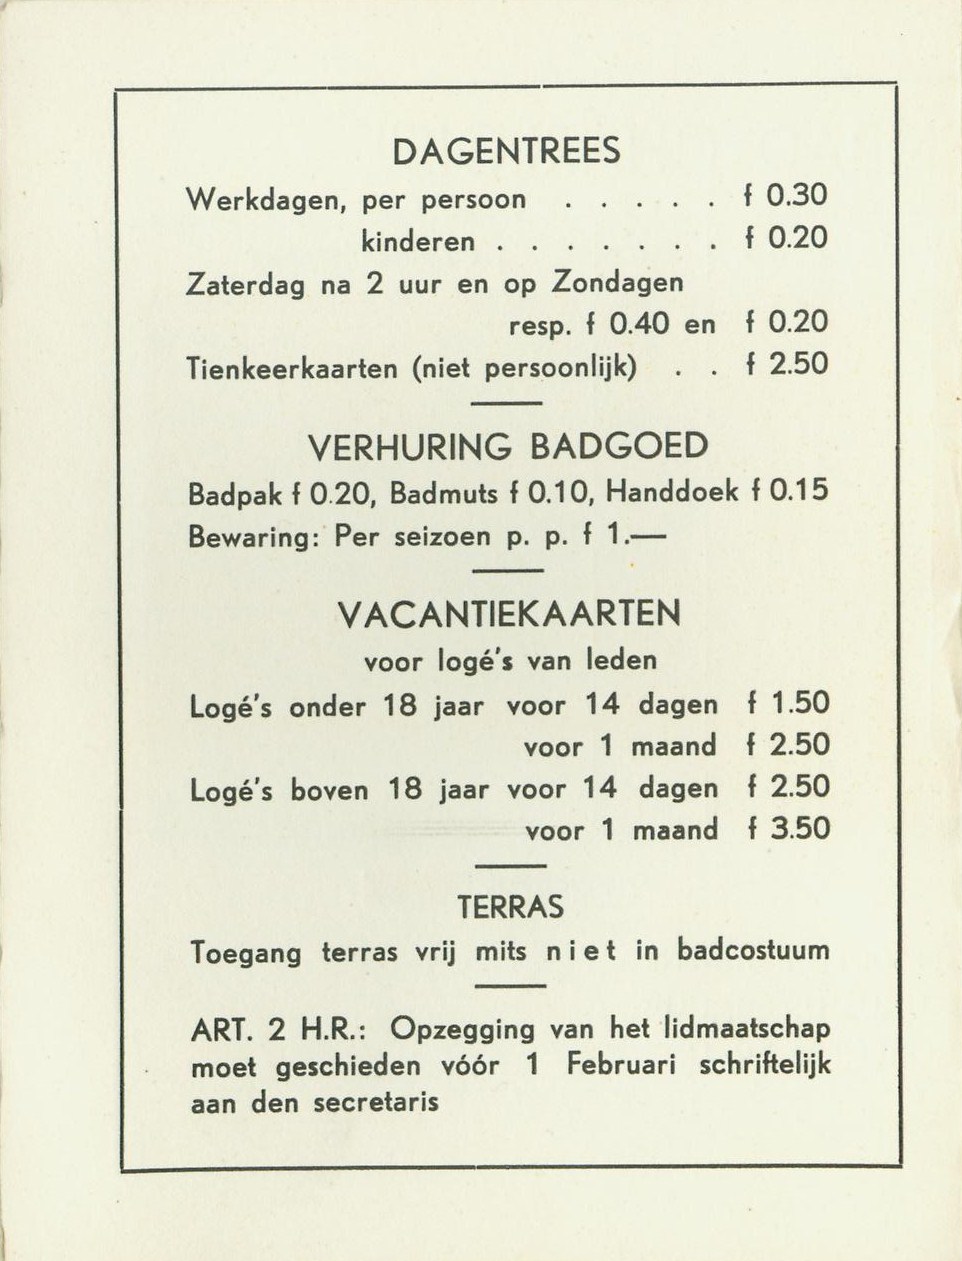 DAGENTREES
Werkdagen, per persoon . . . . . f 0.30
kinderen . . . . . . . f 0.20
Zaterdag na 2 uur en op Zondagen
resp. f 0.40 en f 0.20
Tienkeerkaarten (niet persoonlijk) . . f 2.50
VERHURING BADGOED
Badpak f 0.20, Badmuts f 0.10, Handdoek f 0.15
Bewaring: Per seizoen p. p. f 1.—
VACANTIEKAARTEN
voor logé's van leden
Logé's onder 18 jaar voor 14 dagen f 1.50
voor 1 maand f 2.50
Logé's boven 18 jaar voor 14 dagen f 2.50
voor 1 maand f 3.50
TERRAS
Toegang terras vrij mits n i e t in badcostuum
ART. 2 H.R.: Opzegging van het lidmaatschap
moet geschieden vóór 1 Februari schriftelijk
aan den secretaris